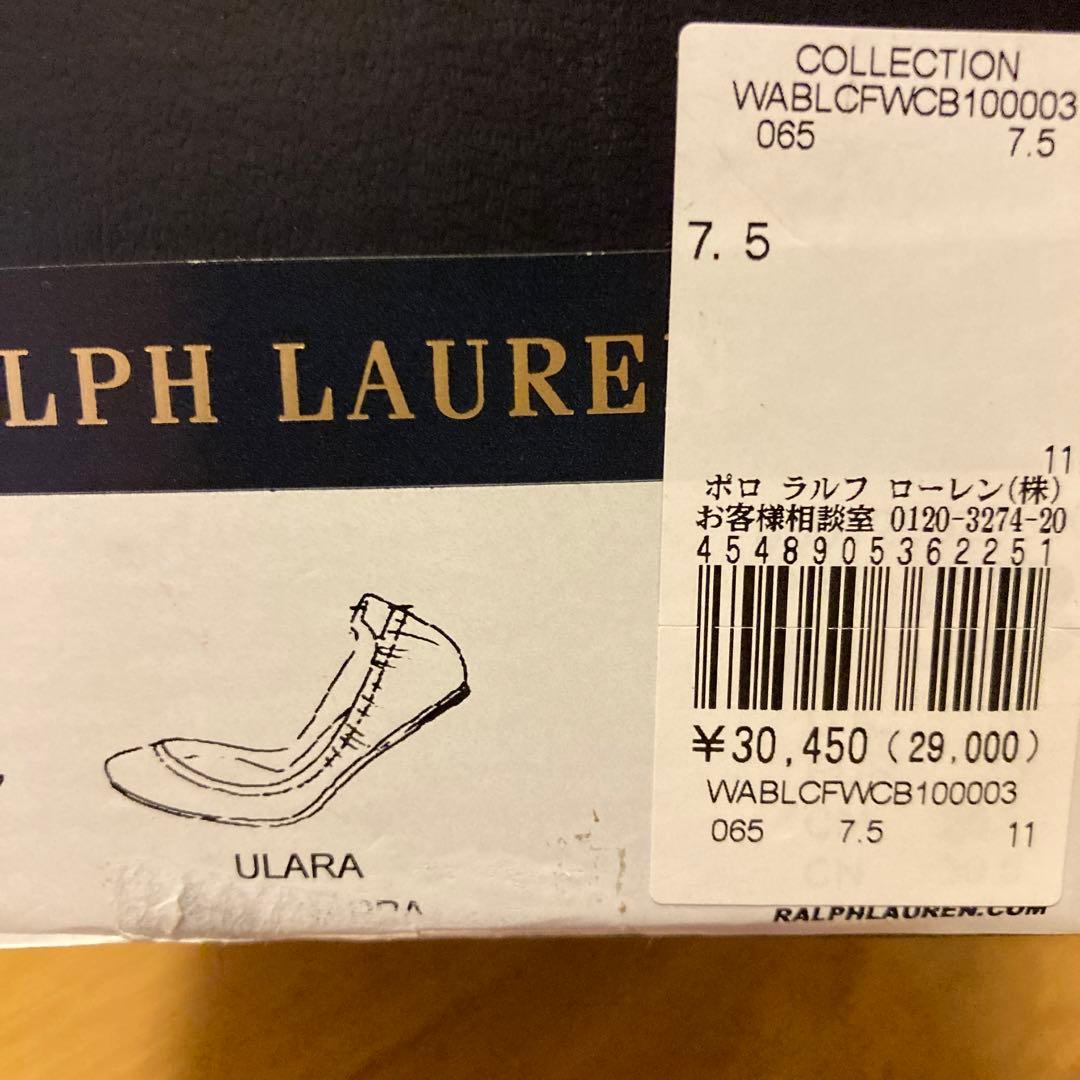 COLLECTION
WABLCFWCB100003
065 7.5
7.5
LPH LAURE
11
ポロ ラルフ ローレン(株)
お客様相談室 0120-3274-20
4548905362251
¥30,450 (29,000)
WABLCFWCB100003
065 7.5 11
ULARA
RALPHLAUREN.COM